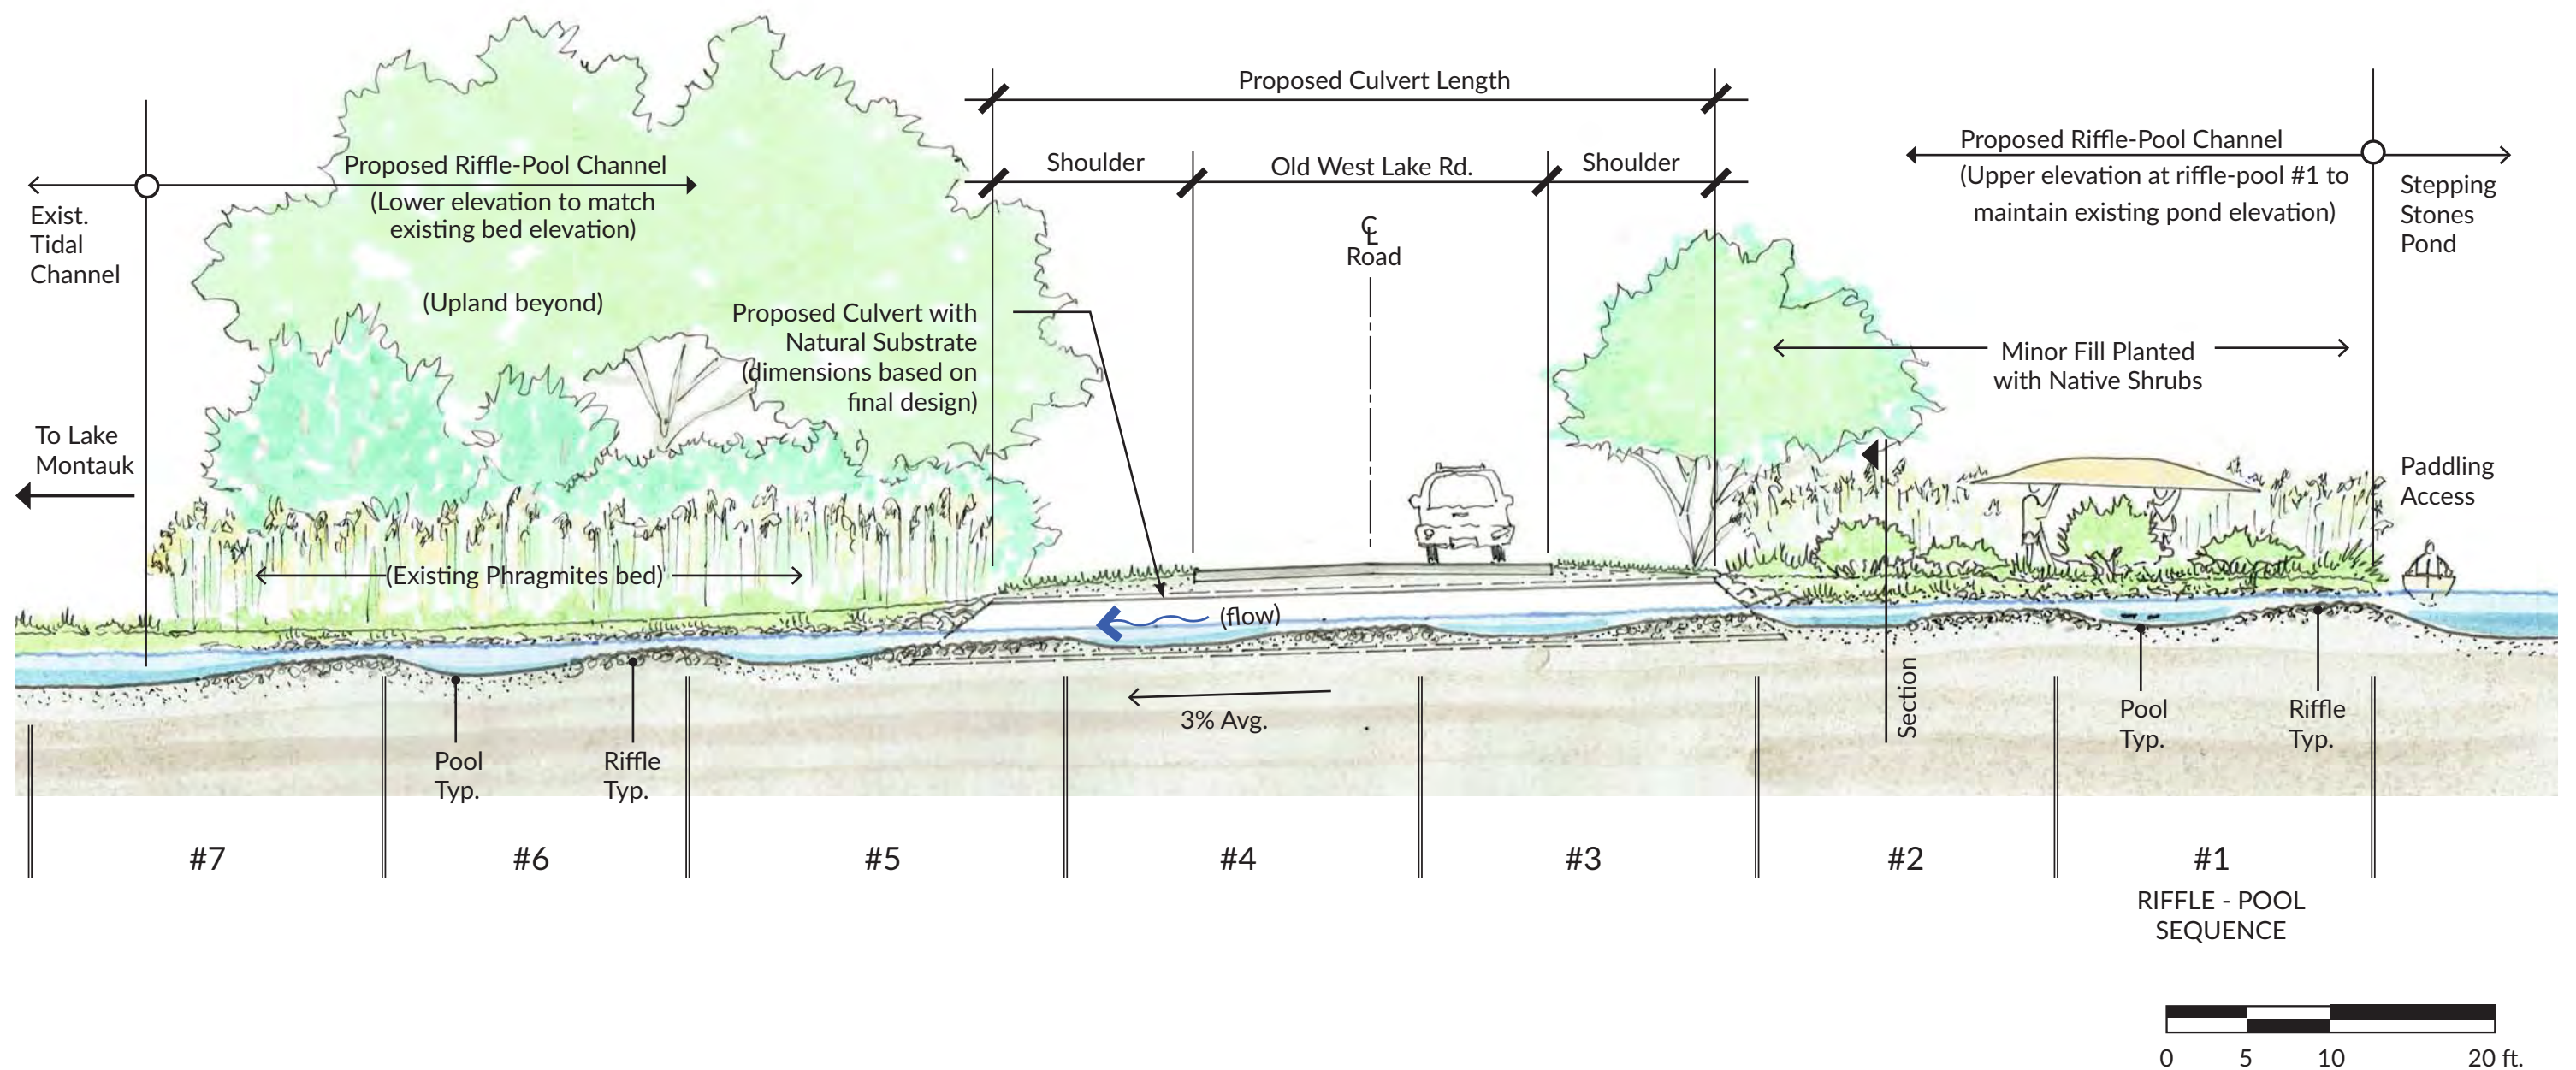 Proposed Culvert Length
Proposed Riffle-Pool Channel
(Lower elevation to match
existing bed elevation)
Shoulder
Old West Lake Rd.
Shoulder
Proposed Riffle-Pool Channel
(Upper elevation at riffle-pool #1 to
maintain existing pond elevation)
Exist.
Tidal
Channel
Stepping
Stones
Pond
℄
Road
(Upland beyond)
Proposed Culvert with
Natural Substrate
(dimensions based on
final design)
Minor Fill Planted
with Native Shrubs
To Lake
Montauk
Paddling
Access
(Existing Phragmites bed)
(flow)
3% Avg.
Section
Pool
Typ.
Riffle
Typ.
Pool
Typ.
Riffle
Typ.
#7
#6
#5
#4
#3
#2
#1
RIFFLE - POOL
SEQUENCE
0 5 10 20 ft.